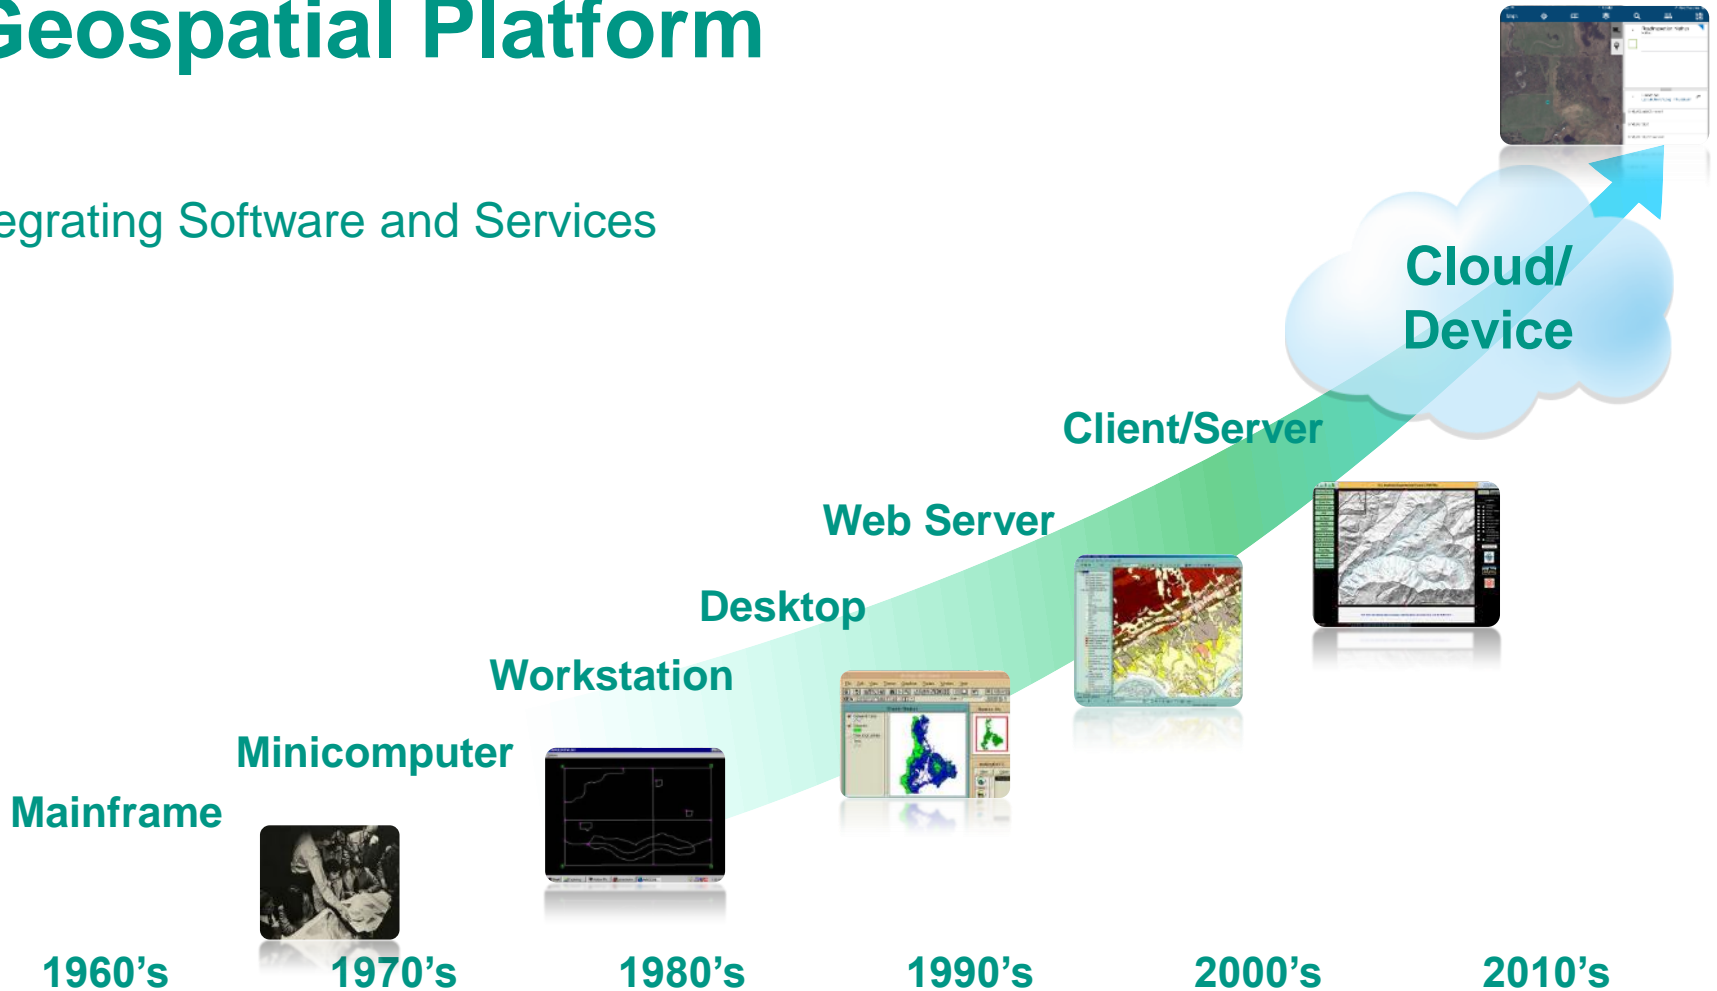 Geospatial Platform
egrating Software and Services
Cloud/
Device
Client/Server
Web Server
Desktop
Workstation
Minicomputer
Mainframe
1960’s 1970’s 1980’s 1990’s 2000’s 2010’s